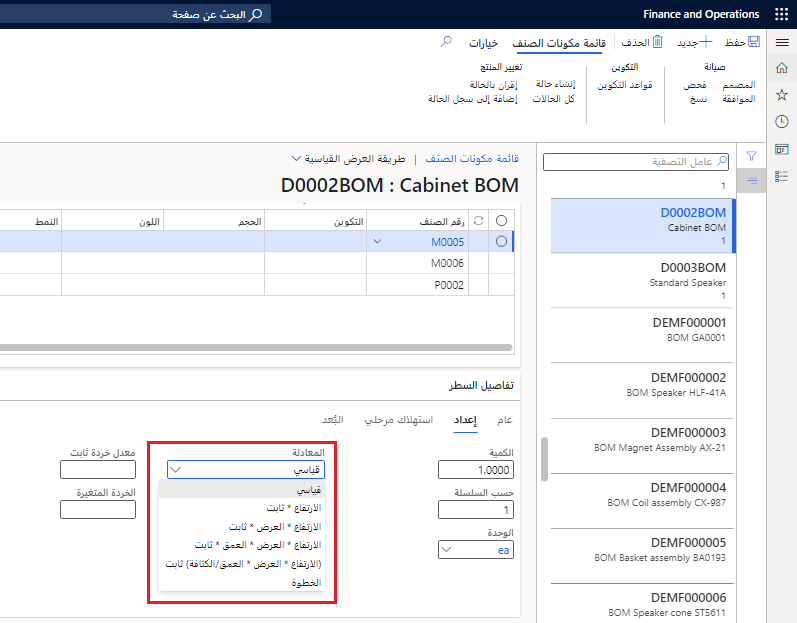 Finance and Operations
البحث عن صفحة
حفظ
جديد
الحذف
قائمة مكونات الصنف
خيارات
صيانة
المصمم
الموافقة
فحص
نسخ
التكوين
قواعد التكوين
تغيير المنتج
إنشاء حالة
كل الحالات
إقران بالحالة
إضافة إلى سجل الحالة
عامل التصفية
1
D0002BOM
Cabinet BOM
1
D0003BOM
Standard Speaker
1
DEMF000001
BOM GA0001
DEMF000002
BOM Speaker HLF-41A
DEMF000003
BOM Magnet Assembly AX-21
DEMF000004
BOM Coil assembly CX-987
DEMF000005
BOM Basket assembly BA0193
DEMF000006
BOM Speaker cone ST5611
قائمة مكونات الصنف | طريقة العرض القياسية
D0002BOM : Cabinet BOM
رقم الصنف التكوين الحجم اللون النمط
M0005
M0006
P0002
تفاصيل السطر
عام إعداد استهلاك مرحلي البُعد
الكمية
1.0000
حسب السلسلة
1
الوحدة
ea
المعادلة
قياسي
قياسي
الارتفاع * ثابت
الارتفاع * العرض * ثابت
الارتفاع * العرض * العمق * ثابت
(الارتفاع * العرض * العمق/الكثافة) ثابت
الخطوة
معدل خردة ثابت
الخردة المتغيرة